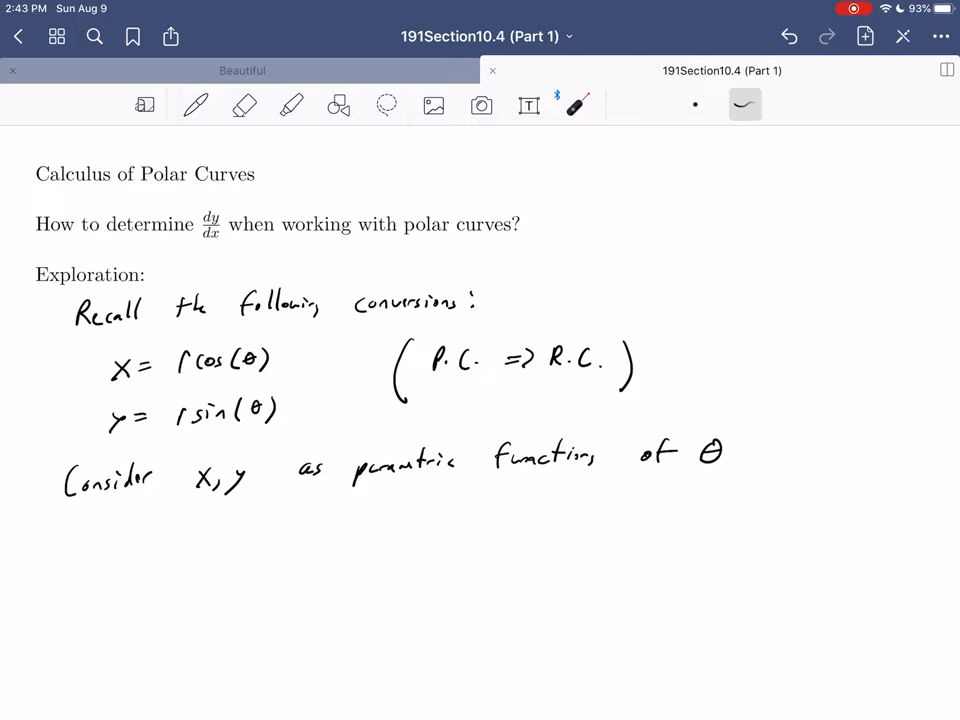 2:43 PM Sun Aug 9
93%
191Section10.4 (Part 1)
Beautiful
191Section10.4 (Part 1)
T
Calculus of Polar Curves
How to determine dy/dx when working with polar curves?
Exploration:
Recall the following conversions:
x = r cos(θ) (P.C. => R.C.)
y = r sin(θ)
Consider x, y as parametric functions of θ